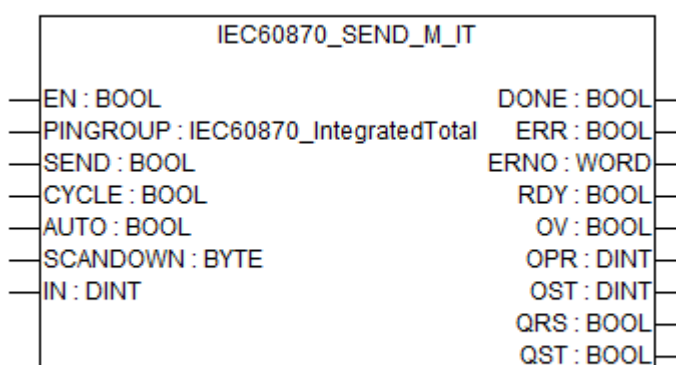 IEC60870_SEND_M_IT
EN : BOOL DONE : BOOL
PINGROUP : IEC60870_IntegratedTotal ERR : BOOL
SEND : BOOL ERNO : WORD
CYCLE : BOOL RDY : BOOL
AUTO : BOOL OV : BOOL
SCANDOWN : BYTE OPR : DINT
IN : DINT OST : DINT
QRS : BOOL
QST : BOOL